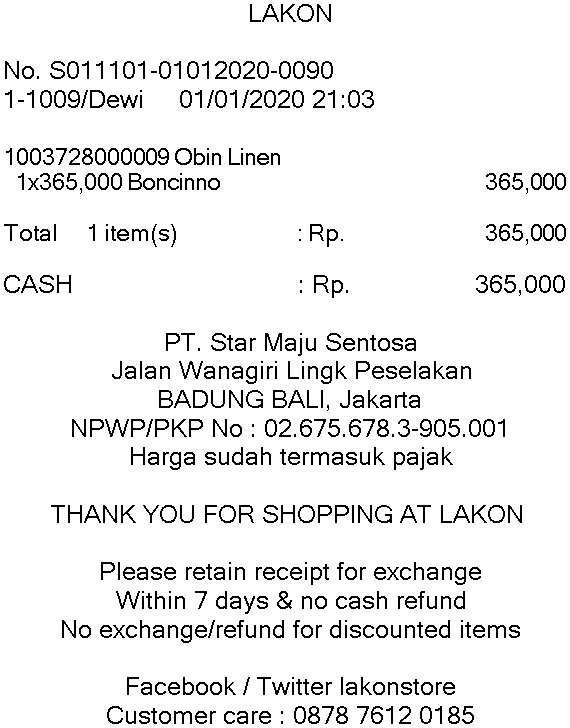 LAKON
No. S011101-01012020-0090
1-1009/Dewi 01/01/2020 21:03
1003728000009 Obin Linen
1x365,000 Boncinno 365,000
Total 1 item(s) : Rp. 365,000
CASH : Rp. 365,000
PT. Star Maju Sentosa
Jalan Wanagiri Lingk Peselakan
BADUNG BALI, Jakarta
NPWP/PKP No : 02.675.678.3-905.001
Harga sudah termasuk pajak
THANK YOU FOR SHOPPING AT LAKON
Please retain receipt for exchange
Within 7 days & no cash refund
No exchange/refund for discounted items
Facebook / Twitter lakonstore
Customer care : 0878 7612 0185